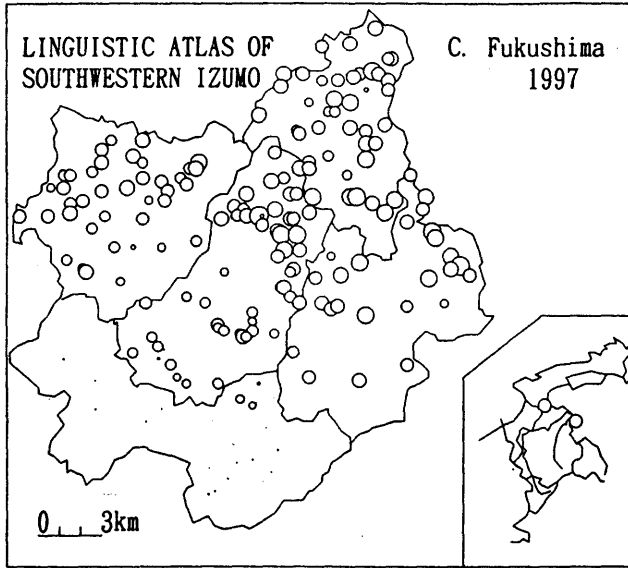 LINGUISTIC ATLAS OF
SOUTHWESTERN IZUMO
C. Fukushima
1997
0 3km